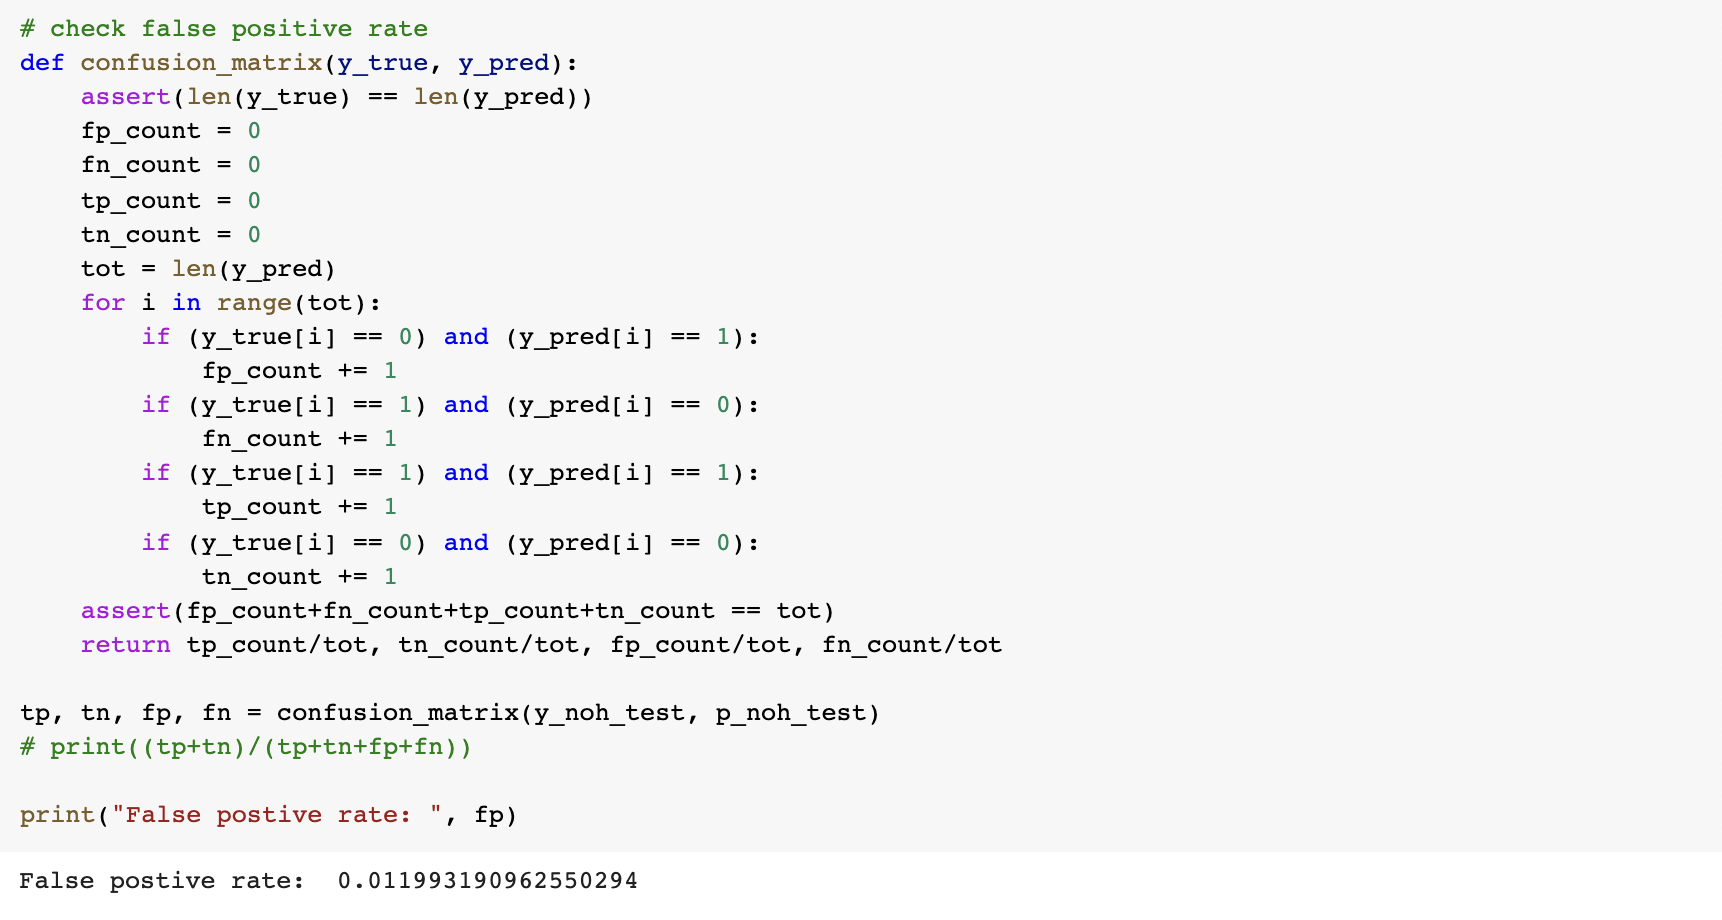 # check false positive rate
def confusion_matrix(y_true, y_pred):
    assert(len(y_true) == len(y_pred))
    fp_count = 0
    fn_count = 0
    tp_count = 0
    tn_count = 0
    tot = len(y_pred)
    for i in range(tot):
        if (y_true[i] == 0) and (y_pred[i] == 1):
            fp_count += 1
        if (y_true[i] == 1) and (y_pred[i] == 0):
            fn_count += 1
        if (y_true[i] == 1) and (y_pred[i] == 1):
            tp_count += 1
        if (y_true[i] == 0) and (y_pred[i] == 0):
            tn_count += 1
    assert(fp_count+fn_count+tp_count+tn_count == tot)
    return tp_count/tot, tn_count/tot, fp_count/tot, fn_count/tot

tp, tn, fp, fn = confusion_matrix(y_noh_test, p_noh_test)
# print((tp+tn)/(tp+tn+fp+fn))

print("False postive rate: ", fp)
False postive rate:  0.011993190962550294